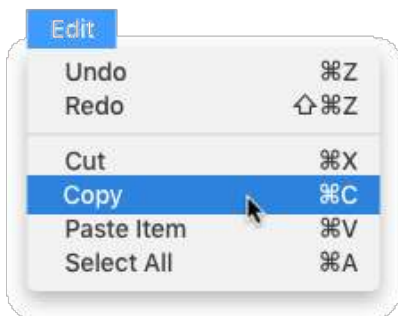 Edit
Undo ⌘Z
Redo ⇧⌘Z
Cut ⌘X
Copy ⌘C
Paste Item ⌘V
Select All ⌘A